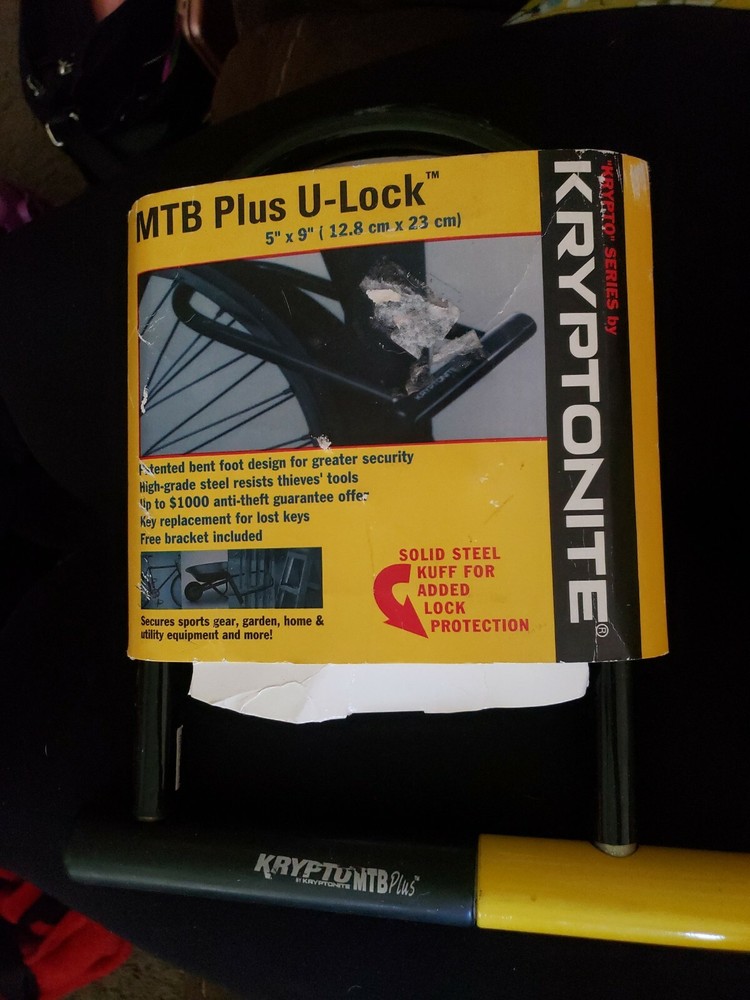 MTB Plus U-Lock™
5" x 9" ( 12.8 cm x 23 cm)
"KRYPTO" SERIES by
KRYPTONITE®
Patented bent foot design for greater security
High-grade steel resists thieves' tools
Up to $1000 anti-theft guarantee offer
Key replacement for lost keys
Free bracket included
SOLID STEEL
KUFF FOR
ADDED
LOCK
PROTECTION
Secures sports gear, garden, home &
utility equipment and more!
KRYPTO MTB Plus™
BY KRYPTONITE